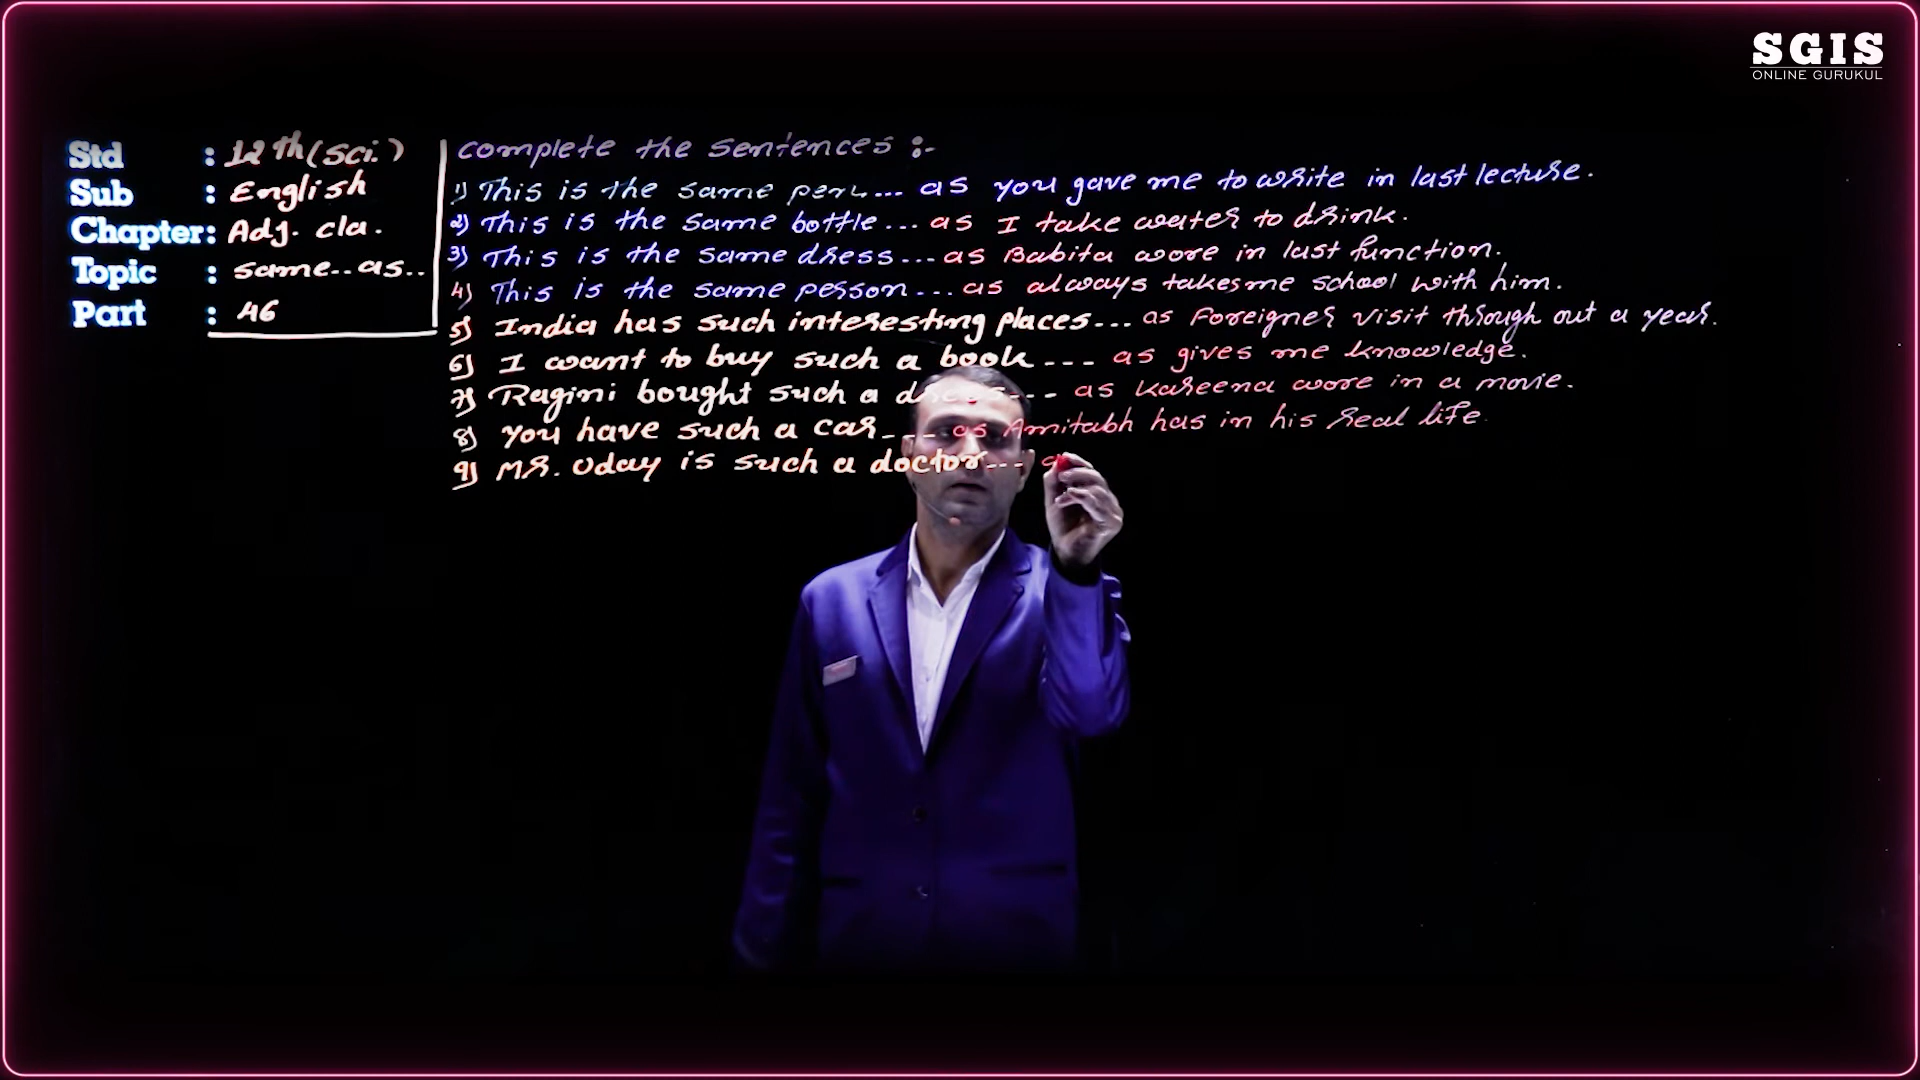 SGIS
ONLINE GURUKUL
Std : 12th (sci.)
Sub : English
Chapter: Adj. cla.
Topic : same..as..
Part : 46
complete the sentences :-
1) This is the same pen... as you gave me to write in last lecture.
2) This is the same bottle... as I take water to drink.
3) This is the same dress... as Babita wore in last function.
4) This is the same person... as always takes me school with him.
5) India has such interesting places... as Foreigner visit through out a year.
6) I want to buy such a book --- as gives me knowledge.
7) Ragini bought such a dress--- as Kareena wore in a movie.
8) You have such a car--- as Amitabh has in his real life.
9) MR. Uday is such a doctor---